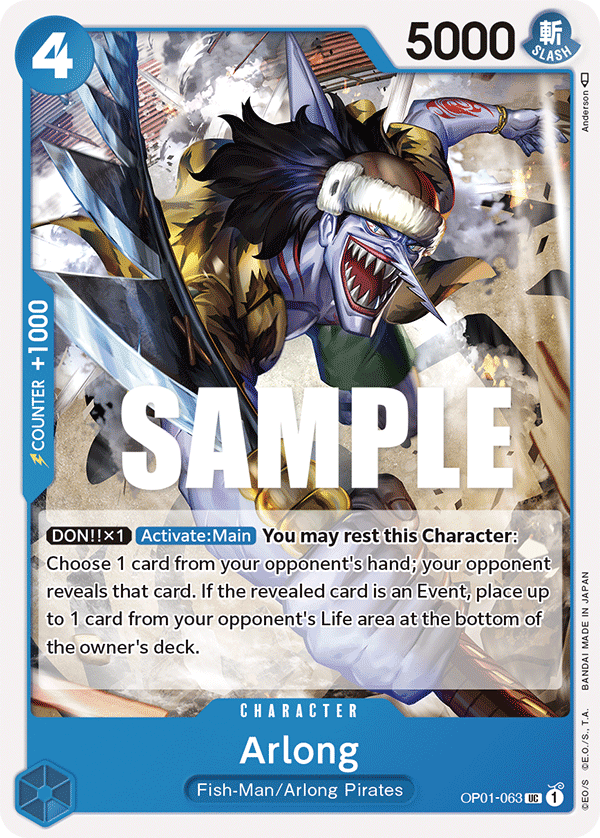 4
5000
斬
SLASH
Anderson
COUNTER +1000
SAMPLE
DON!!×1 Activate:Main You may rest this Character:
Choose 1 card from your opponent's hand; your opponent
reveals that card. If the revealed card is an Event, place up
to 1 card from your opponent's Life area at the bottom of
the owner's deck.
CHARACTER
Arlong
Fish-Man/Arlong Pirates
OP01-063 UC 1
©EO/S ©E.O./S., T.A. BANDAI MADE IN JAPAN